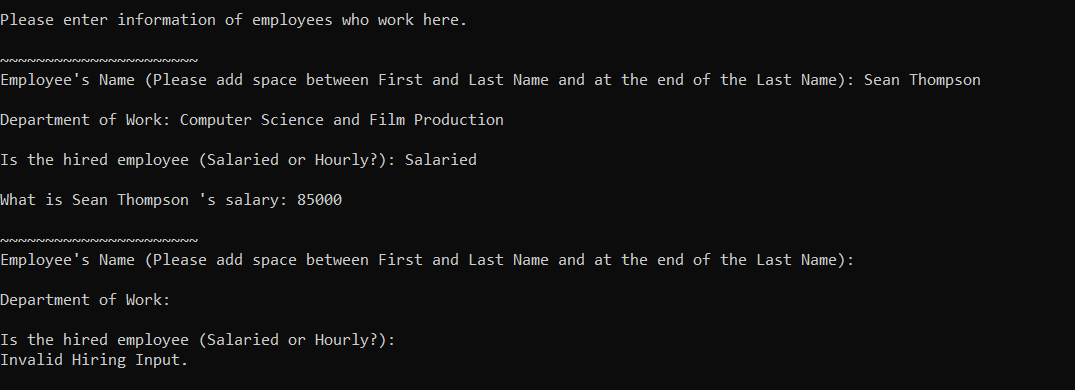 Please enter information of employees who work here.
~~~~~~~~~~~~~~~~~~~~~~
Employee's Name (Please add space between First and Last Name and at the end of the Last Name): Sean Thompson
Department of Work: Computer Science and Film Production
Is the hired employee (Salaried or Hourly?): Salaried
What is Sean Thompson 's salary: 85000
~~~~~~~~~~~~~~~~~~~~~~
Employee's Name (Please add space between First and Last Name and at the end of the Last Name):
Department of Work:
Is the hired employee (Salaried or Hourly?):
Invalid Hiring Input.